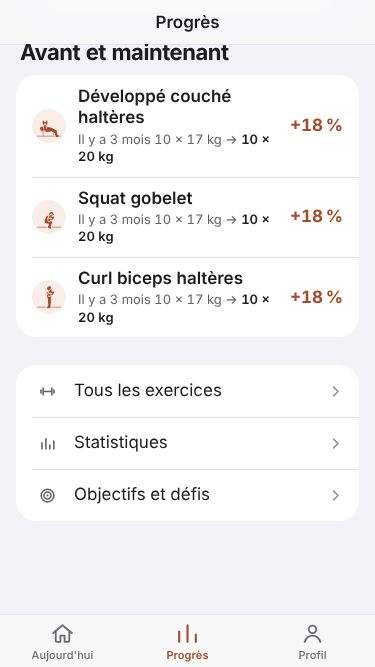 Progrès
Avant et maintenant
Développé couché
haltères
Il y a 3 mois 10 × 17 kg → 10 ×
20 kg
+18 %
Squat gobelet
Il y a 3 mois 10 × 17 kg → 10 ×
20 kg
+18 %
Curl biceps haltères
Il y a 3 mois 10 × 17 kg → 10 ×
20 kg
+18 %
Tous les exercices
Statistiques
Objectifs et défis
Aujourd'hui
Progrès
Profil